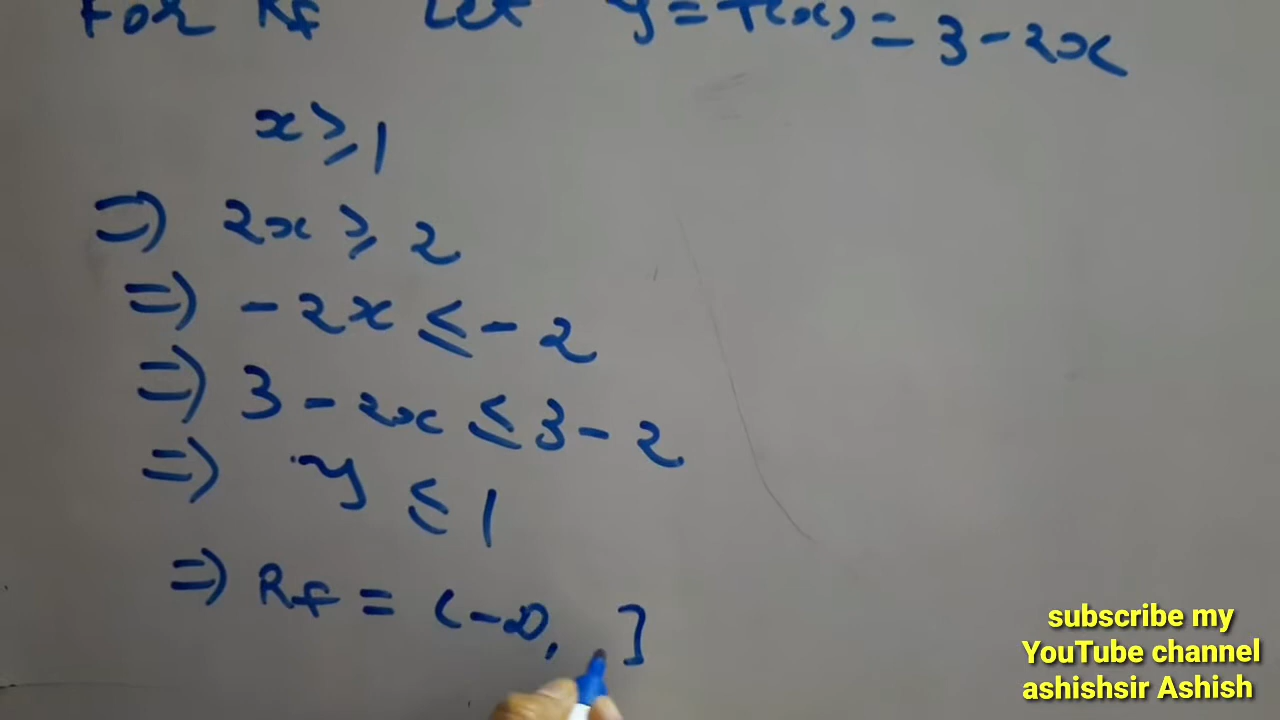 For Rf Let y = f(x) = 3 - 2x
x ≥ 1
⇒ 2x ≥ 2
⇒ -2x ≤ -2
⇒ 3 - 2x ≤ 3 - 2
⇒ y ≤ 1
⇒ Rf = (-∞, ]
subscribe my
YouTube channel
ashishsir Ashish